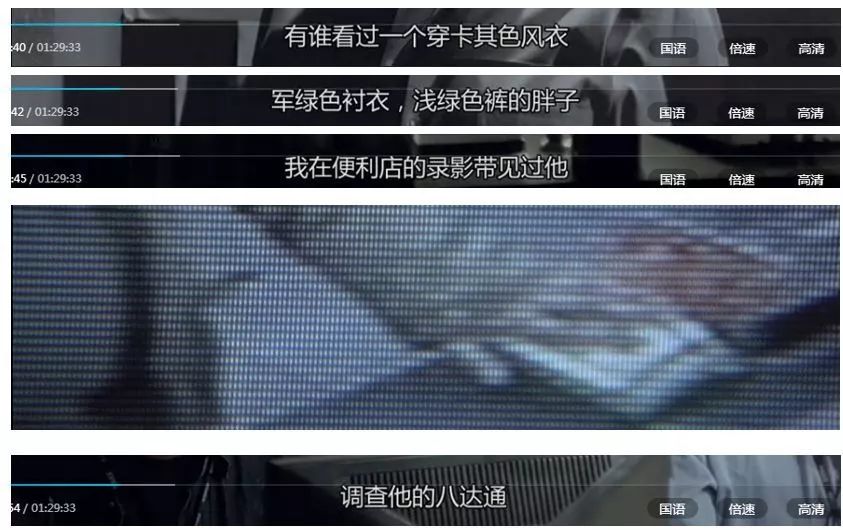 有谁看过一个穿卡其色风衣
:40 / 01:29:33
国语 倍速 高清
军绿色衬衣，浅绿色裤的胖子
42 / 01:29:33
国语 倍速 高清
我在便利店的录影带见过他
:45 / 01:29:33
国语 倍速 高清
调查他的八达通
54 / 01:29:33
国语 倍速 高清